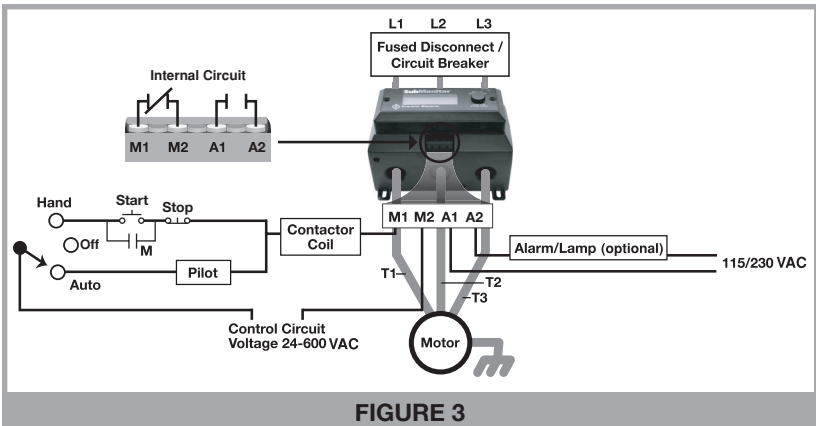 L1 L2 L3
Fused Disconnect /
Circuit Breaker
Internal Circuit
SubMonitor
M1 M2 A1 A2
Hand
Start
Stop
M
Off
Auto
Pilot
Contactor
Coil
M1 M2 A1 A2
Alarm/Lamp (optional)
115/230 VAC
T1
T2
T3
Control Circuit
Voltage 24-600 VAC
Motor
FIGURE 3